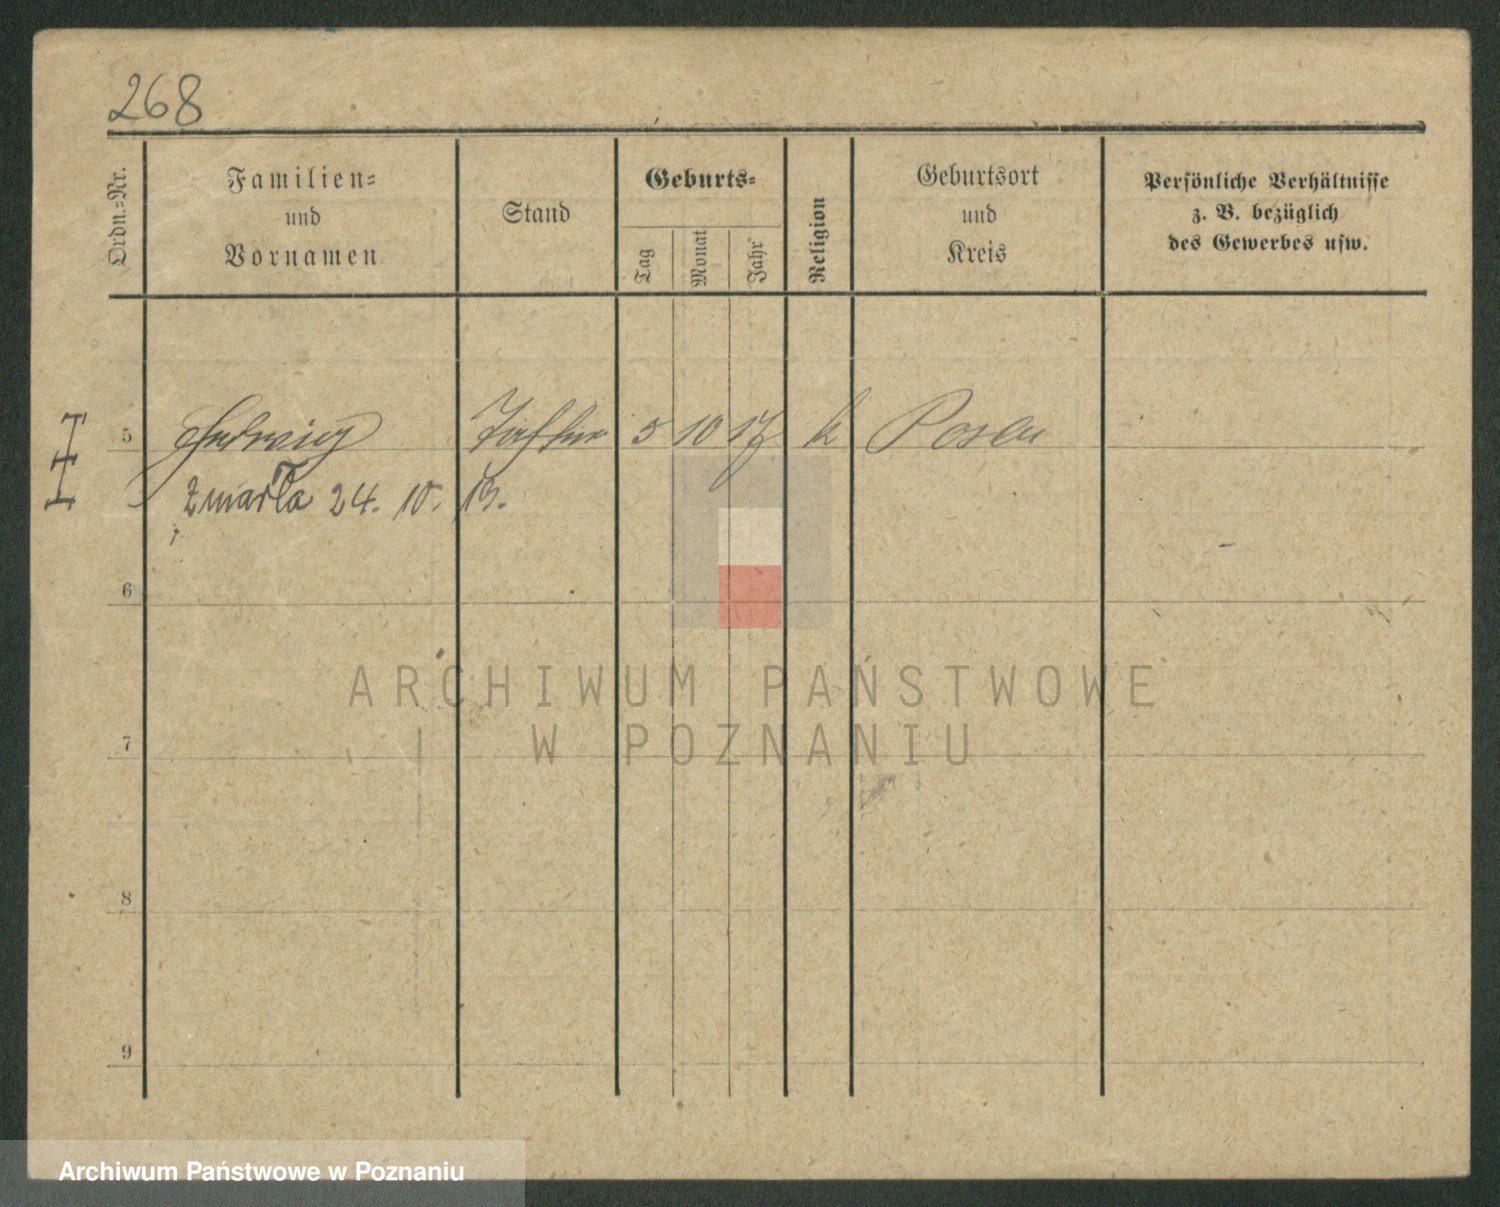 268
Ordn.=Nr.
Familien=
und
Vornamen
Stand
Geburts=
Tag
Monat
Jahr
Religion
Geburtsort
und
Kreis
Persönliche Verhältnisse
z. B. bezüglich
des Gewerbes usw.
5 Hedwig Tochter 5 10 17 k Posen
zmarła 24. 10. 19.
6
ARCHIWUM PAŃSTWOWE
W POZNANIU
7
8
9
Archiwum Państwowe w Poznaniu